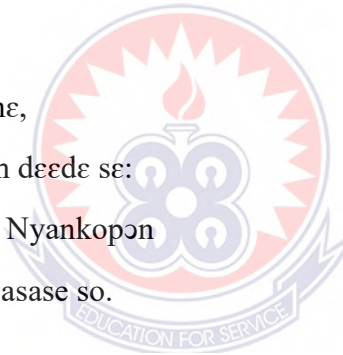 nɛ,
n dɛɛdɛ sɛ:
Nyankopɔn
asase so.
EDUCATION FOR SERVICE